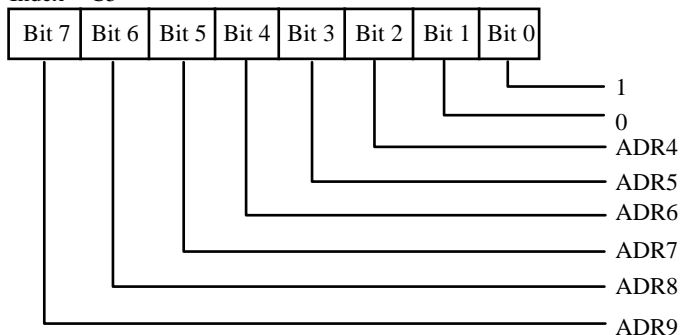 Bit 7 Bit 6 Bit 5 Bit 4 Bit 3 Bit 2 Bit 1 Bit 0
1
0
ADR4
ADR5
ADR6
ADR7
ADR8
ADR9